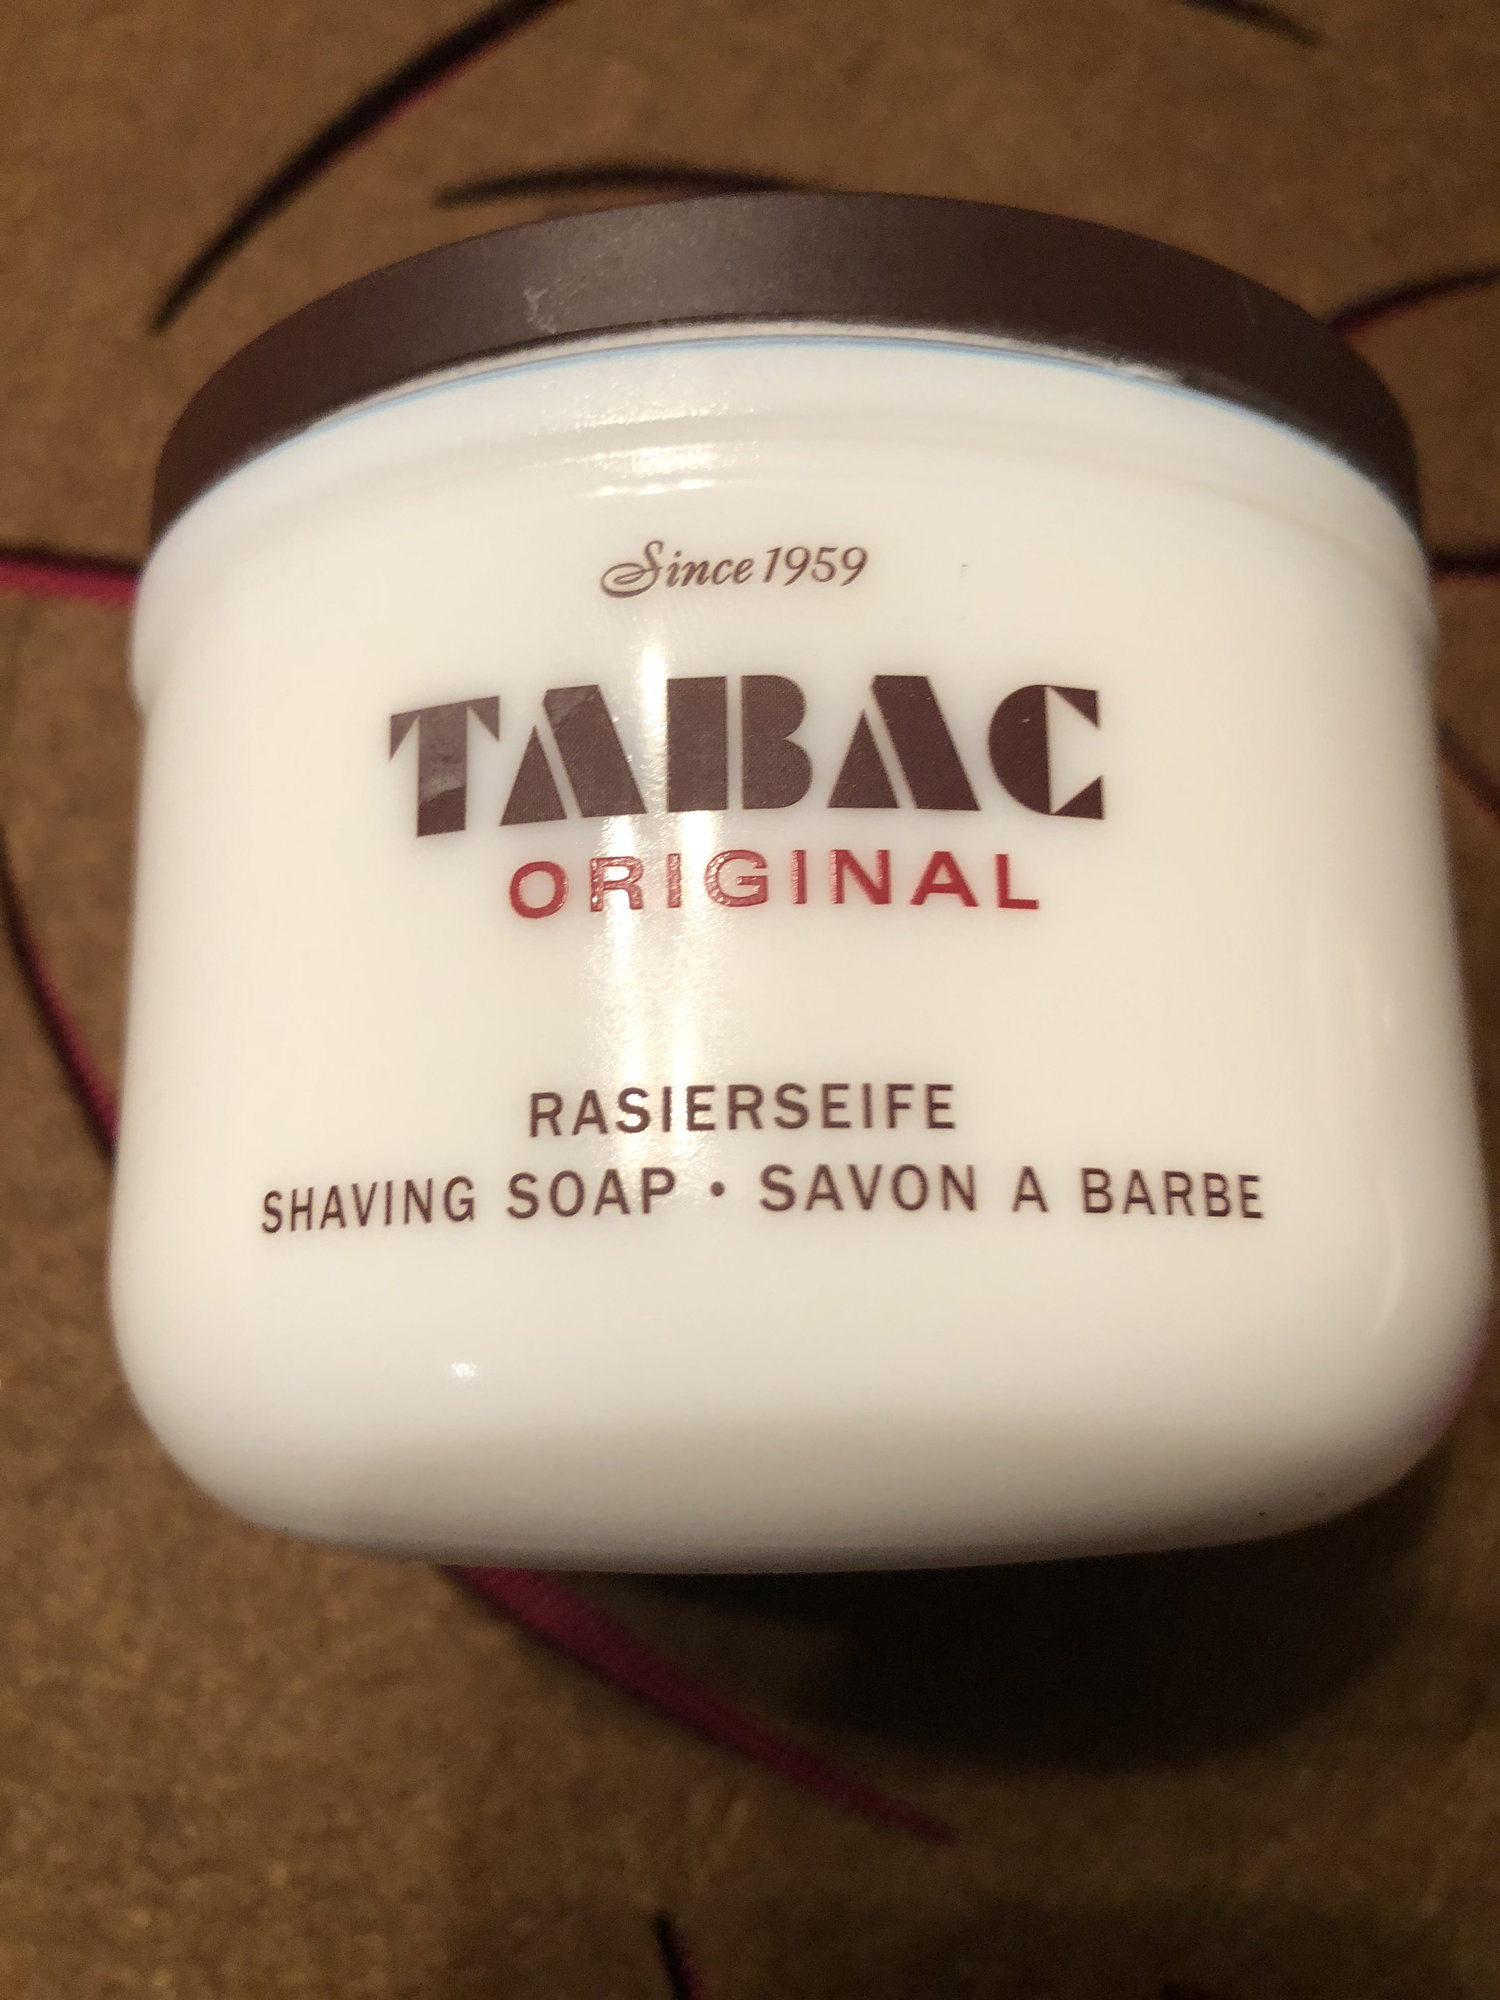 Since 1959
TABAC
ORIGINAL
RASIERSEIFE
SHAVING SOAP • SAVON A BARBE